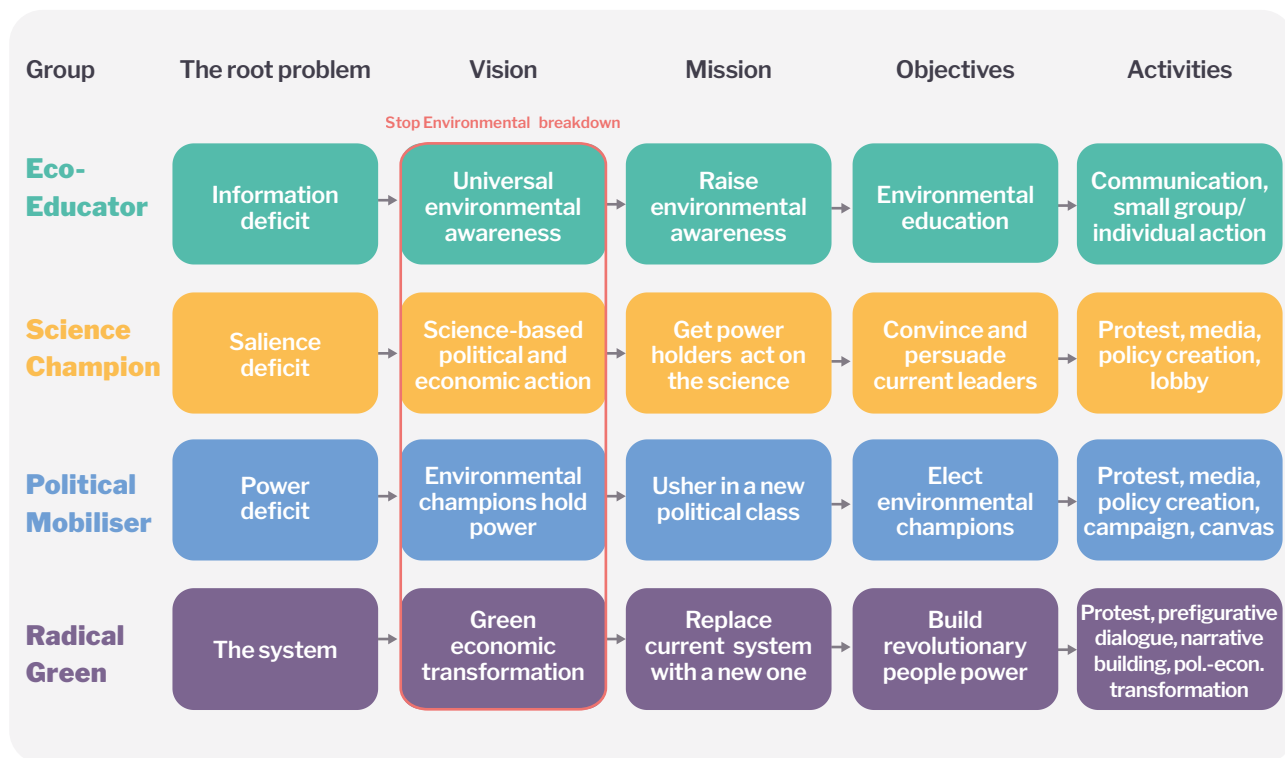 Group
The root problem
Vision
Mission
Objectives
Activities
Stop Environmental breakdown
Eco-
Educator
Information
deficit
Universal
environmental
awareness
Raise
environmental
awareness
Environmental
education
Communication,
small group/
individual action
Science
Champion
Salience
deficit
Science-based
political and
economic action
Get power
holders act on
the science
Convince and
persuade
current leaders
Protest, media,
policy creation,
lobby
Political
Mobiliser
Power
deficit
Environmental
champions hold
power
Usher in a new
political class
Elect
environmental
champions
Protest, media,
policy creation,
campaign, canvas
Radical
Green
The system
Green
economic
transformation
Replace
current system
with a new one
Build
revolutionary
people power
Protest, prefigurative
dialogue, narrative
building, pol.-econ.
transformation